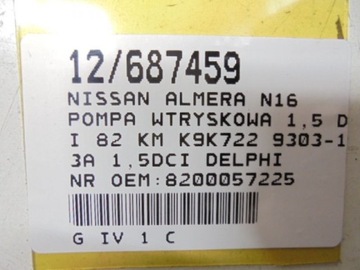 12/687459
NISSAN ALMERA N16
POMPA WTRYSKOWA 1,5 D
I 82 KM K9K722 9303-1
3A 1,5DCI DELPHI
NR OEM:8200057225
G IV 1 C